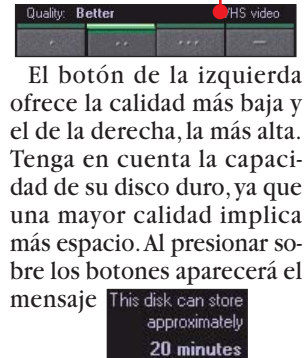 Quality: Better VHS video
El botón de la izquierda
ofrece la calidad más baja y
el de la derecha, la más alta.
Tenga en cuenta la capaci-
dad de su disco duro, ya que
una mayor calidad implica
más espacio. Al presionar so-
bre los botones aparecerá el
mensaje This disk can store
approximately
20 minutes